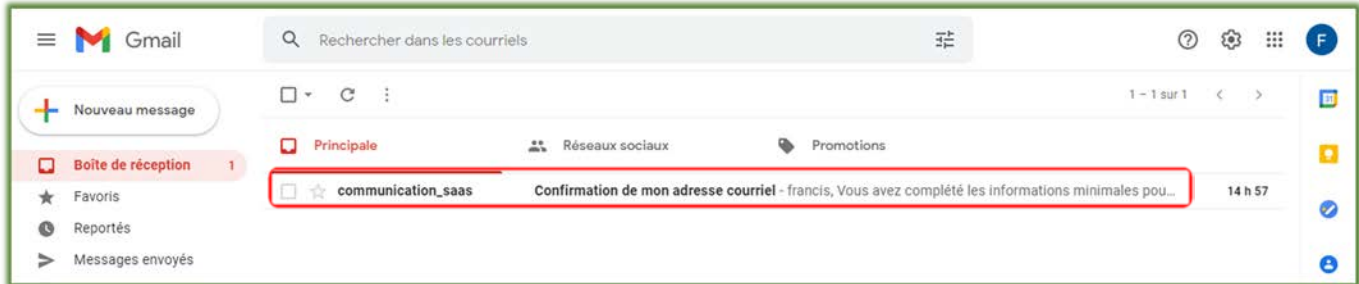 Gmail
Rechercher dans les courriels
F
Nouveau message
1 – 1 sur 1
31
Principale
Réseaux sociaux
Promotions
Boîte de réception 1
communication_saas Confirmation de mon adresse courriel - francis, Vous avez complété les informations minimales pou... 14 h 57
Favoris
Reportés
Messages envoyés